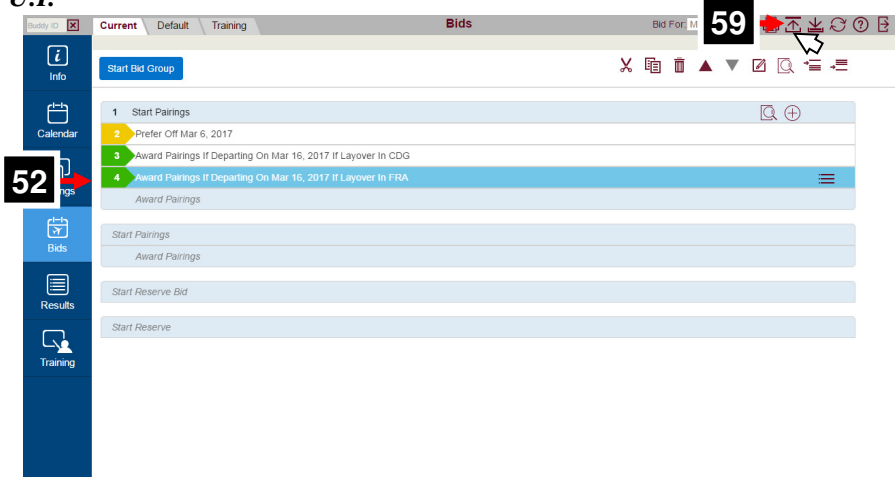 U.I.
Buddy ID Current Default Training Bids Bid For: M 59
Info
Start Bid Group
Calendar
1 Start Pairings
2 Prefer Off Mar 6, 2017
3 Award Pairings If Departing On Mar 16, 2017 If Layover In CDG
52 ngs 4 Award Pairings If Departing On Mar 16, 2017 If Layover In FRA
Award Pairings
Bids
Start Pairings
Award Pairings
Results
Start Reserve Bid
Start Reserve
Training